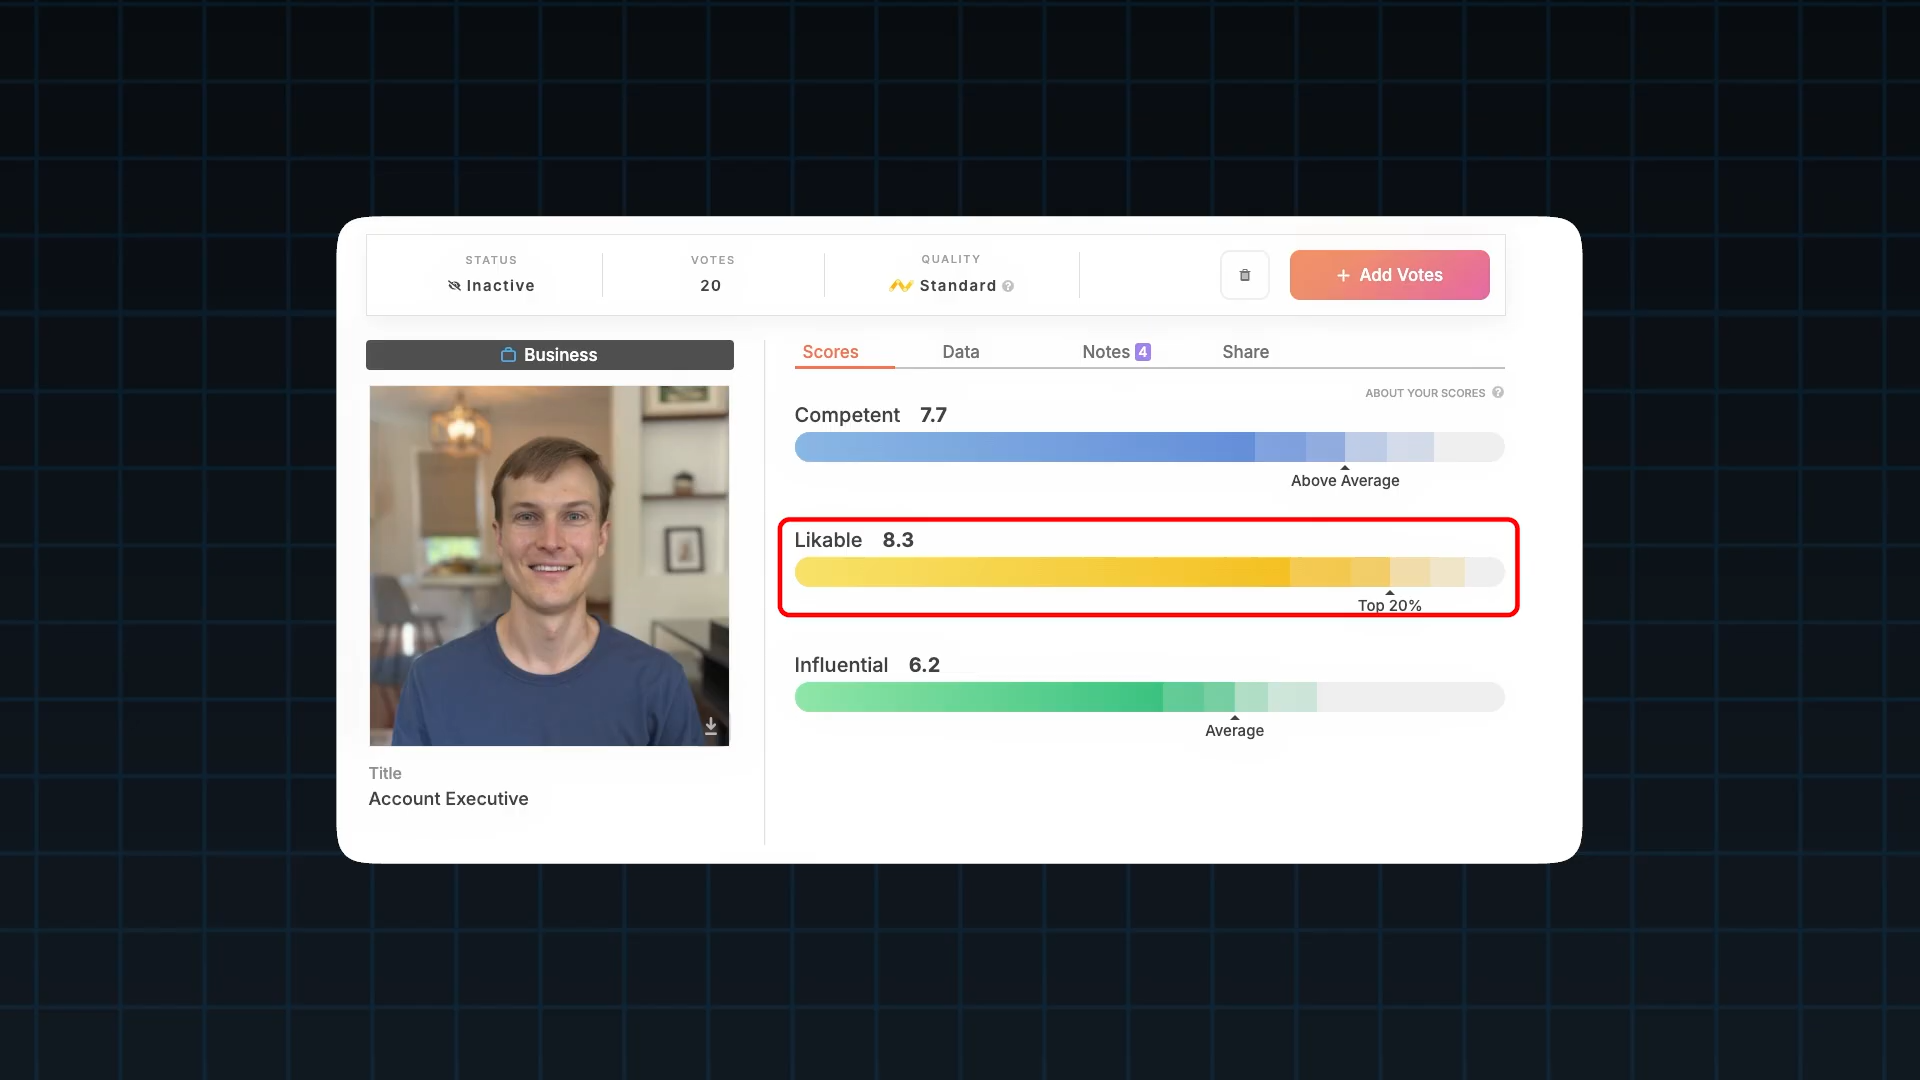 STATUS
Inactive
VOTES
20
QUALITY
Standard
+ Add Votes
Business
Title
Account Executive
Scores
Data
Notes 4
Share
ABOUT YOUR SCORES
Competent 7.7
Above Average
Likable 8.3
Top 20%
Influential 6.2
Average